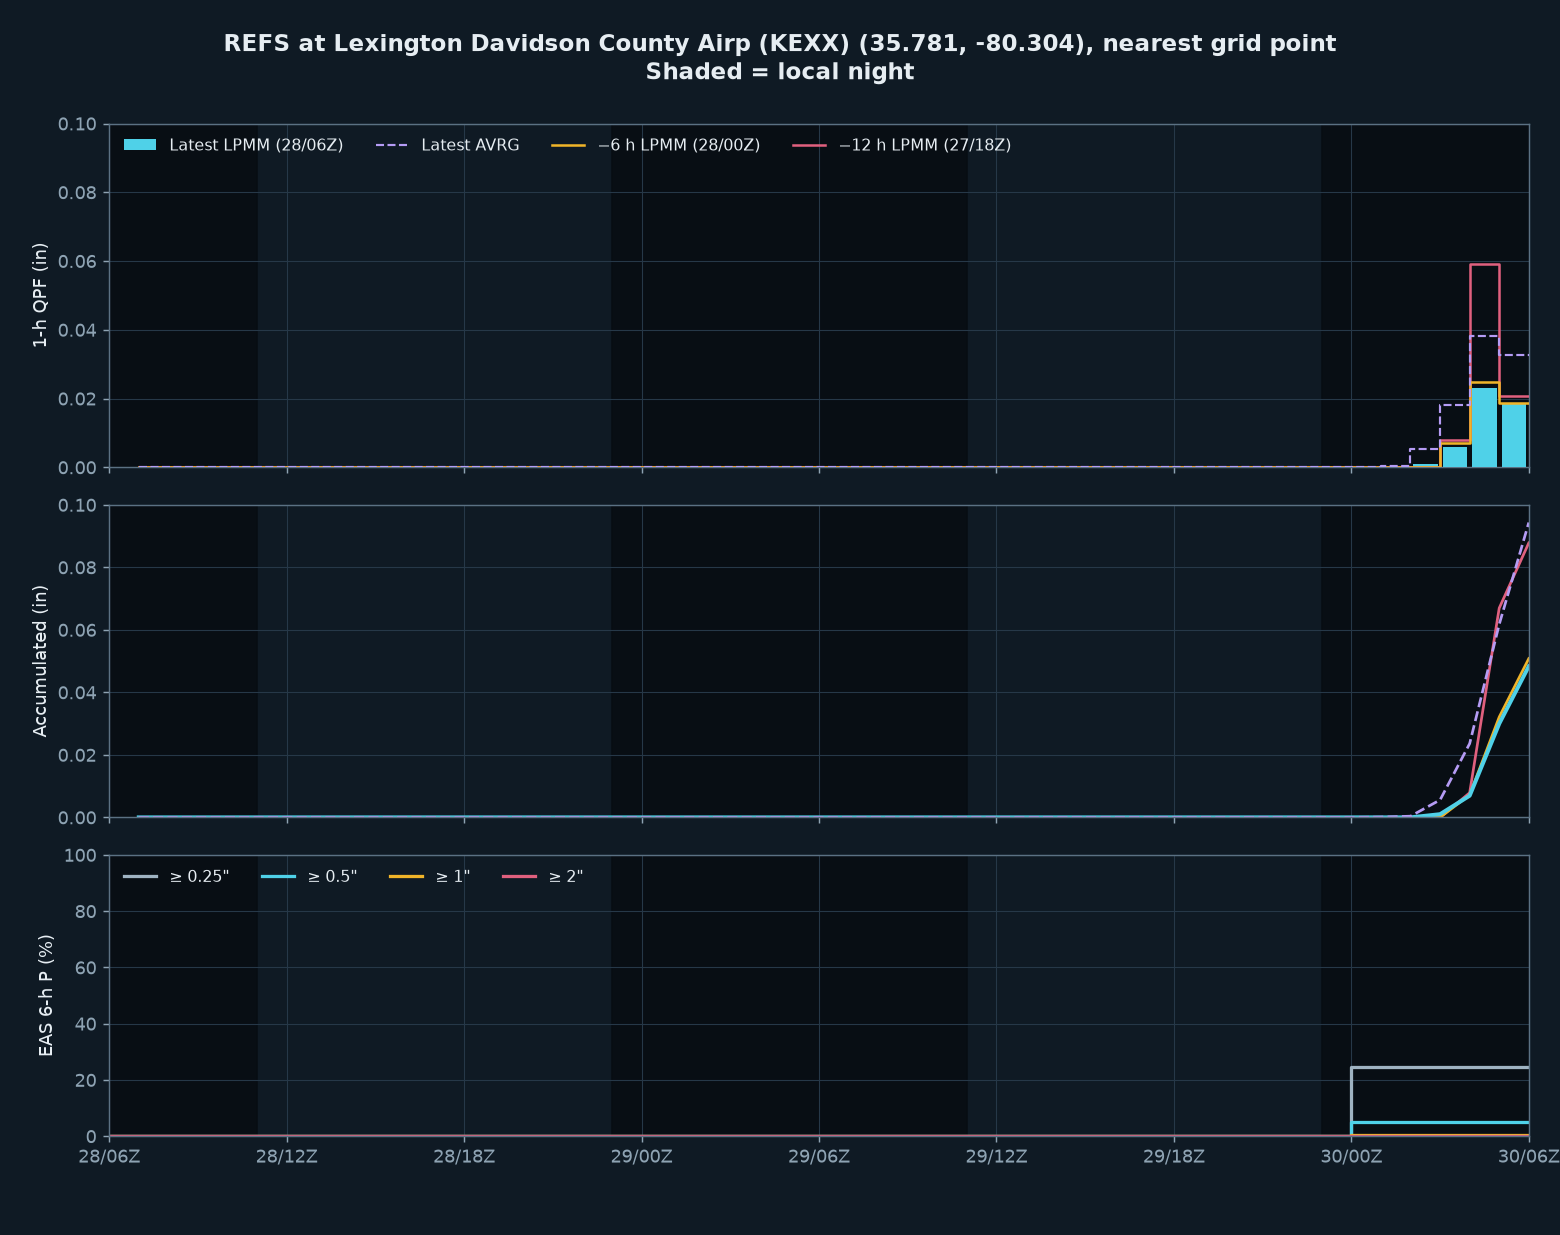 REFS at Lexington Davidson County Airp (KEXX) (35.781, -80.304), nearest grid point
Shaded = local night
Latest LPMM (28/06Z)
Latest AVRG
−6 h LPMM (28/00Z)
−12 h LPMM (27/18Z)
1-h QPF (in)
0.10
0.08
0.06
0.04
0.02
0.00
Accumulated (in)
0.10
0.08
0.06
0.04
0.02
0.00
≥ 0.25"
≥ 0.5"
≥ 1"
≥ 2"
EAS 6-h P (%)
100
80
60
40
20
0
28/06Z
28/12Z
28/18Z
29/00Z
29/06Z
29/12Z
29/18Z
30/00Z
30/06Z